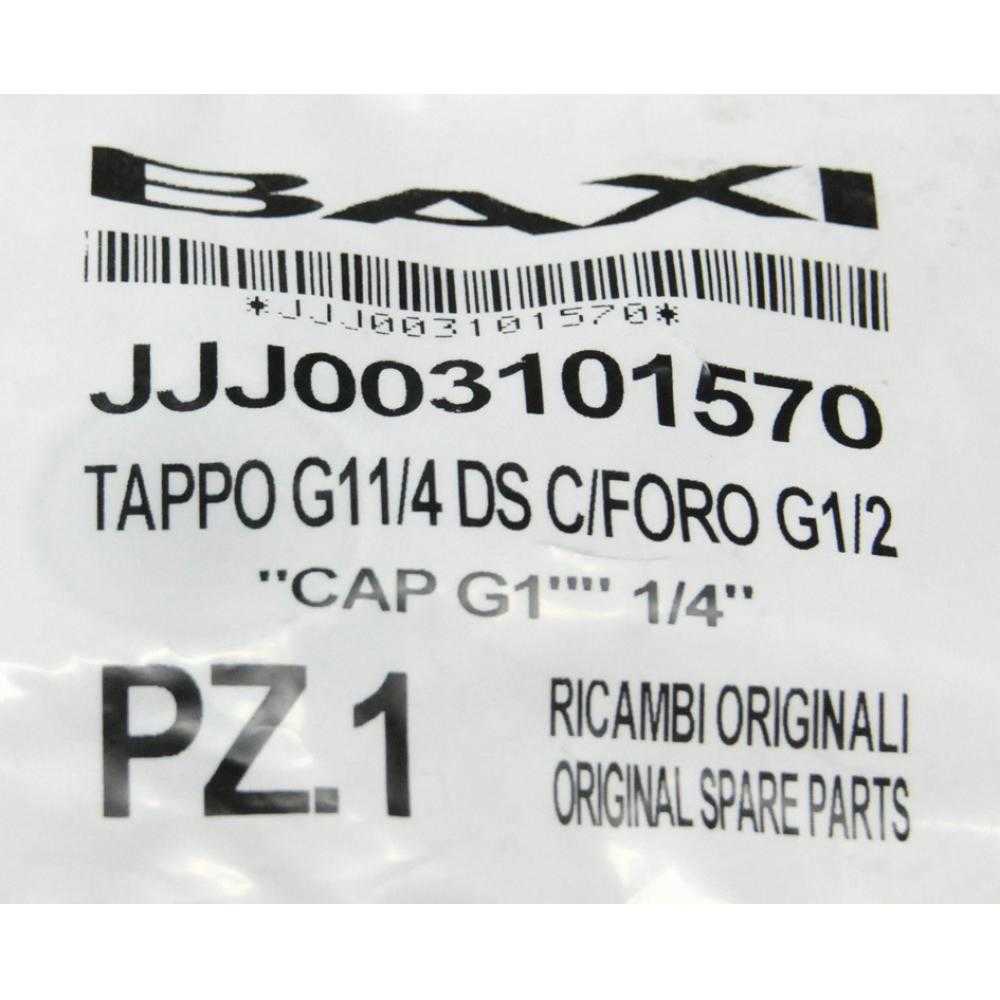 BAXI
*JJJ003101570*
JJJ003101570
TAPPO G11/4 DS C/FORO G1/2
"CAP G1"""" 1/4"
PZ.1
RICAMBI ORIGINALI
ORIGINAL SPARE PARTS